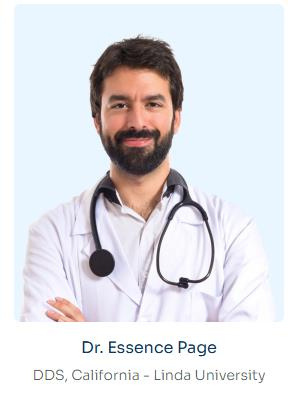 Dr. Essence Page
DDS, California - Linda University